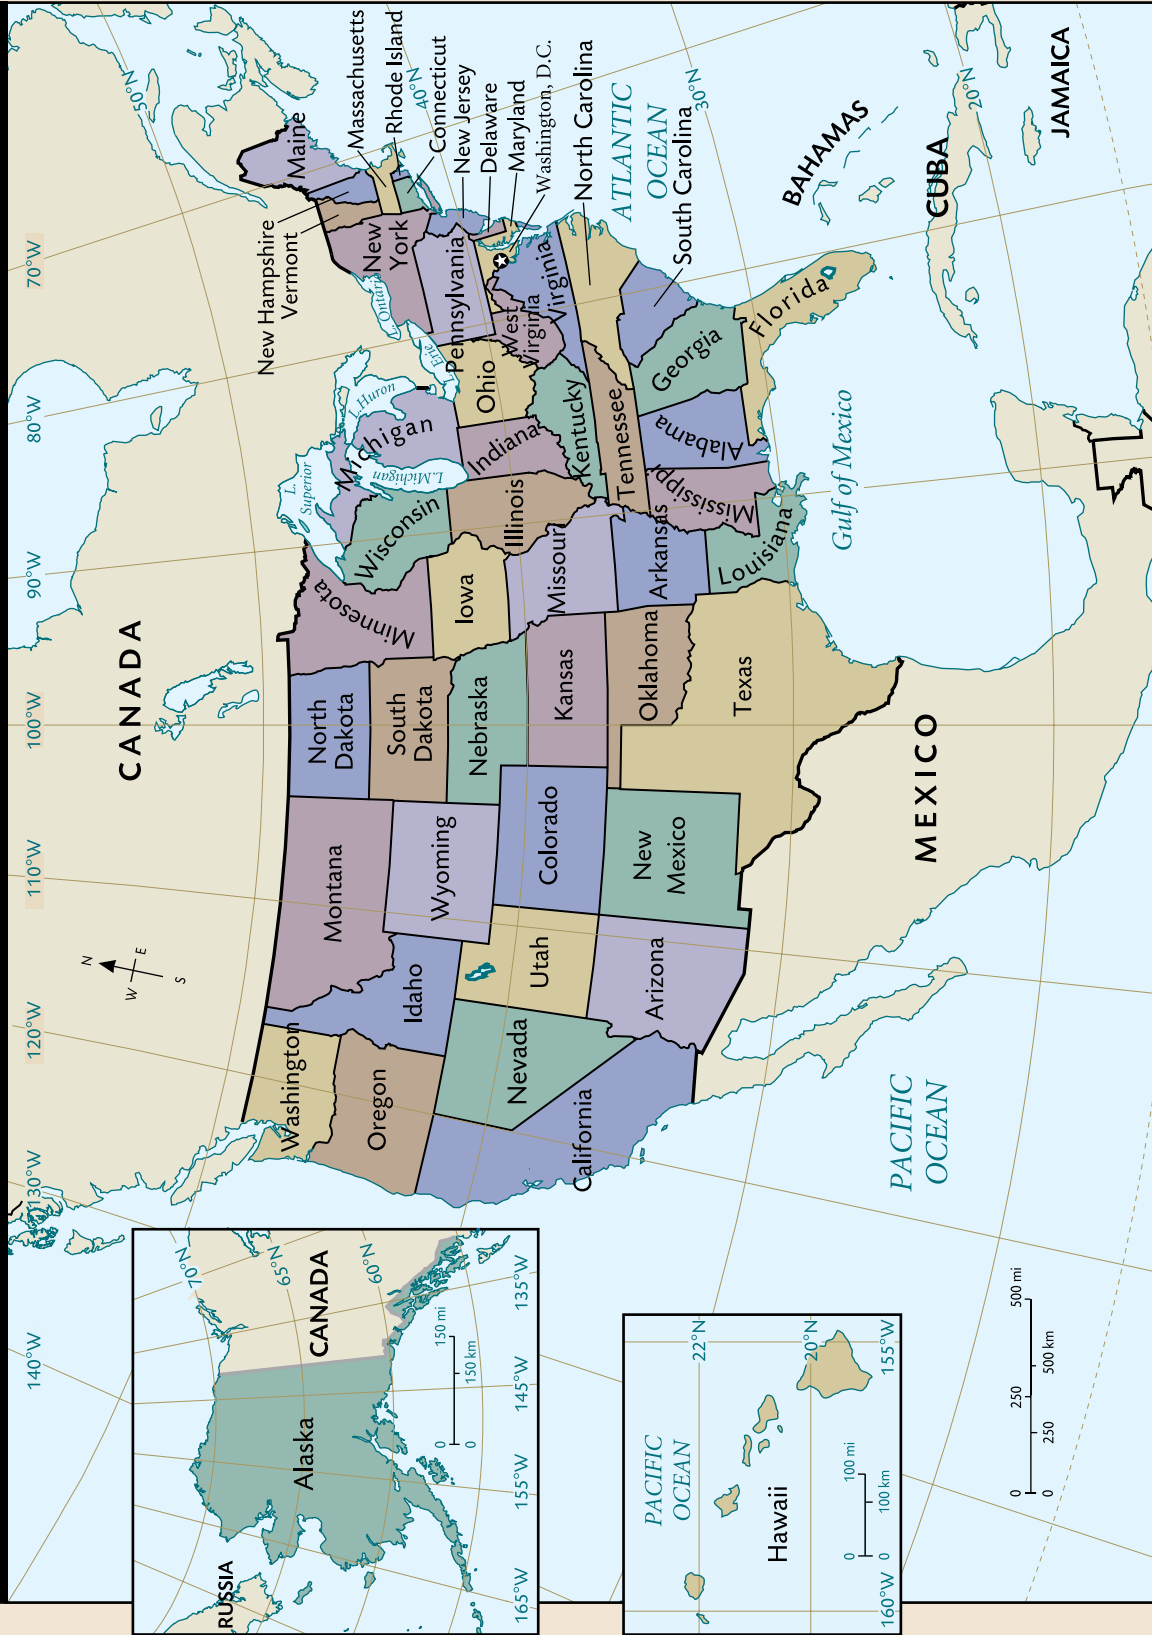 50°N
40°N
30°N
20°N
70°W
80°W
90°W
100°W
110°W
120°W
130°W
140°W
CANADA
N
E
S
W
Maine
New Hampshire
Vermont
Massachusetts
Rhode Island
Connecticut
New Jersey
Delaware
Maryland
Washington, D.C.
North Carolina
South Carolina
ATLANTIC
OCEAN
New
York
Pennsylvania
West
Virginia
Virginia
Ohio
Michigan
Indiana
Kentucky
Tennessee
Georgia
Florida
Alabama
Mississippi
Illinois
Wisconsin
Minnesota
Iowa
Missouri
Arkansas
Louisiana
L. Ontario
L. Erie
L. Huron
L. Michigan
L.
Superior
North
Dakota
South
Dakota
Nebraska
Kansas
Oklahoma
Texas
Montana
Wyoming
Colorado
New
Mexico
Idaho
Utah
Arizona
Washington
Oregon
Nevada
California
Gulf of Mexico
BAHAMAS
CUBA
JAMAICA
MEXICO
PACIFIC
OCEAN
RUSSIA
Alaska
CANADA
70°N
65°N
60°N
165°W
155°W
145°W
135°W
0
150 mi
0
150 km
PACIFIC
OCEAN
Hawaii
22°N
20°N
160°W
155°W
0
100 mi
0
100 km
0
250
500 mi
0
250
500 km